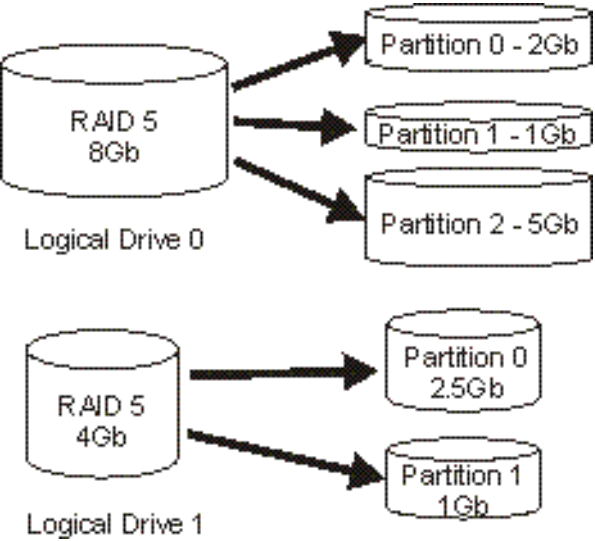 RAID 5
8Gb
Logical Drive 0
Partition 0 - 2Gb
Partition 1 - 1Gb
Partition 2 - 5Gb
RAID 5
4Gb
Logical Drive 1
Partition 0
2.5Gb
Partition 1
1Gb